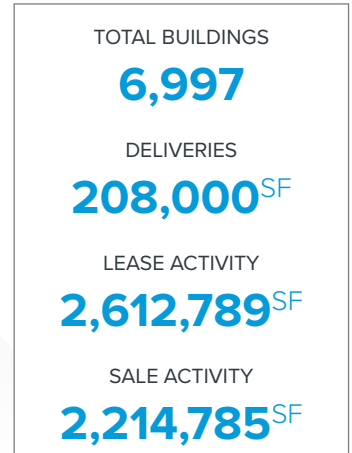 TOTAL BUILDINGS
6,997
DELIVERIES
208,000SF
LEASE ACTIVITY
2,612,789SF
SALE ACTIVITY
2,214,785SF